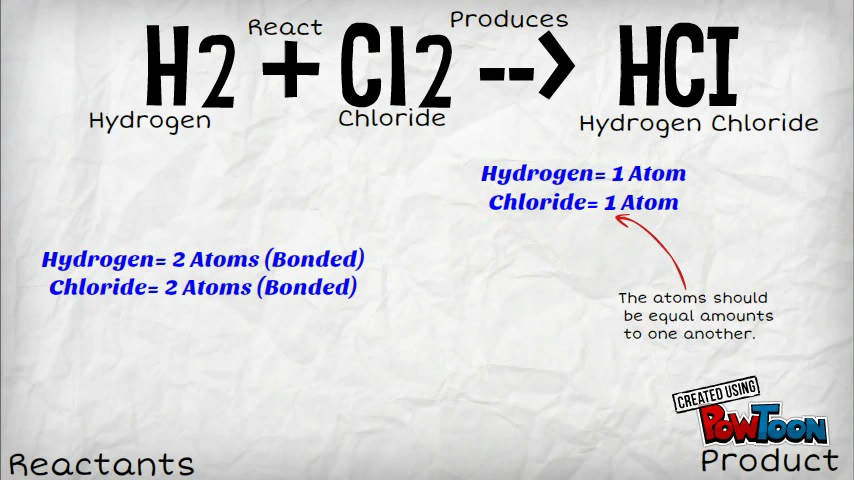 React
Produces
H2 + Cl2 --> HCI
Hydrogen
Chloride
Hydrogen Chloride
Hydrogen= 1 Atom
Chloride= 1 Atom
Hydrogen= 2 Atoms (Bonded)
Chloride= 2 Atoms (Bonded)
The atoms should
be equal amounts
to one another.
CREATED USING
POWTOON
Reactants
Product